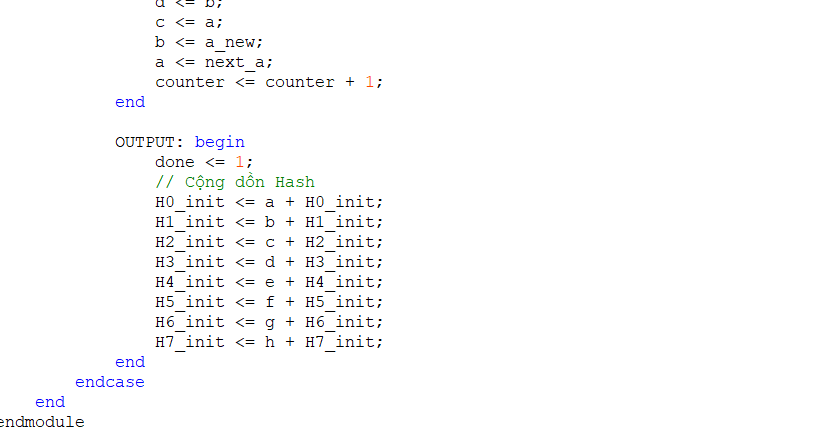 d <= b;
c <= a;
b <= a_new;
a <= next_a;
counter <= counter + 1;
end
OUTPUT: begin
done <= 1;
// Cộng dồn Hash
H0_init <= a + H0_init;
H1_init <= b + H1_init;
H2_init <= c + H2_init;
H3_init <= d + H3_init;
H4_init <= e + H4_init;
H5_init <= f + H5_init;
H6_init <= g + H6_init;
H7_init <= h + H7_init;
end
endcase
end
endmodule